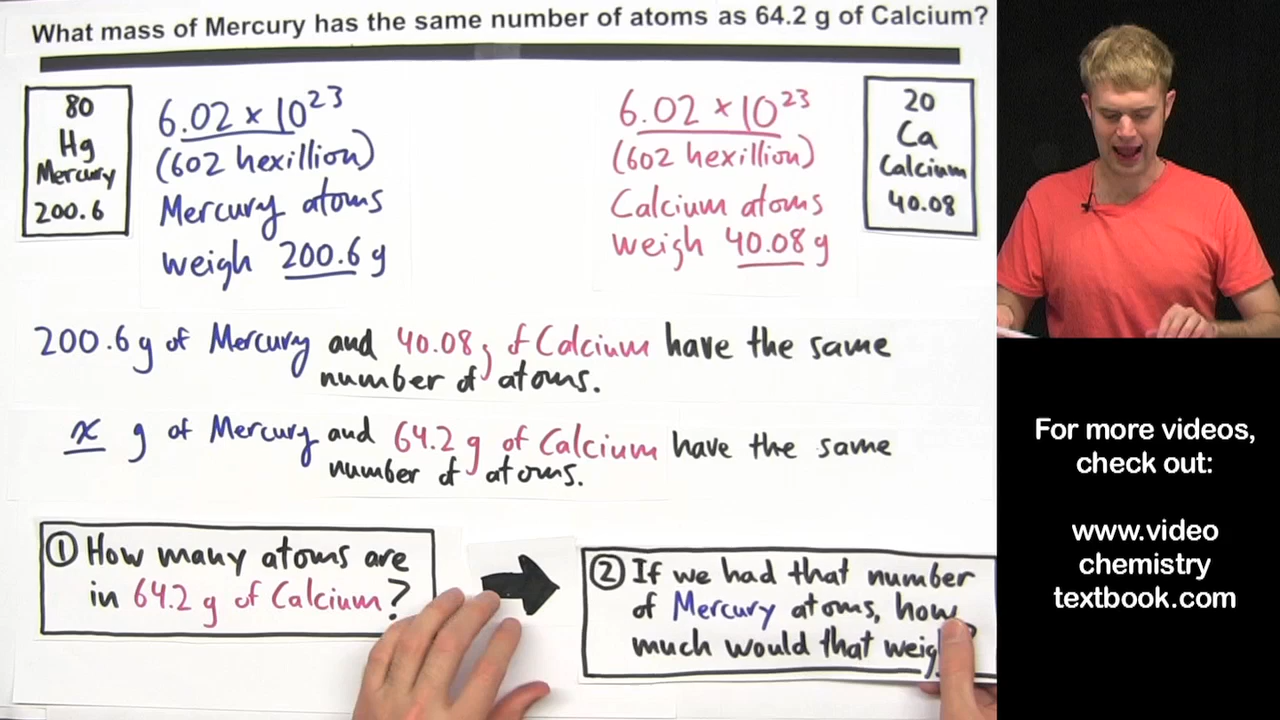 What mass of Mercury has the same number of atoms as 64.2 g of Calcium?
80
Hg
Mercury
200.6
6.02 × 10²³
(602 hexillion)
Mercury atoms
weigh 200.6 g
6.02 × 10²³
(602 hexillion)
Calcium atoms
weigh 40.08 g
20
Ca
Calcium
40.08
200.6 g of Mercury and 40.08 g of Calcium have the same
number of atoms.
x g of Mercury and 64.2 g of Calcium have the same
number of atoms.
① How many atoms are
in 64.2 g of Calcium?
② If we had that number
of Mercury atoms, how
much would that weigh?
For more videos,
check out:
www.video
chemistry
textbook.com